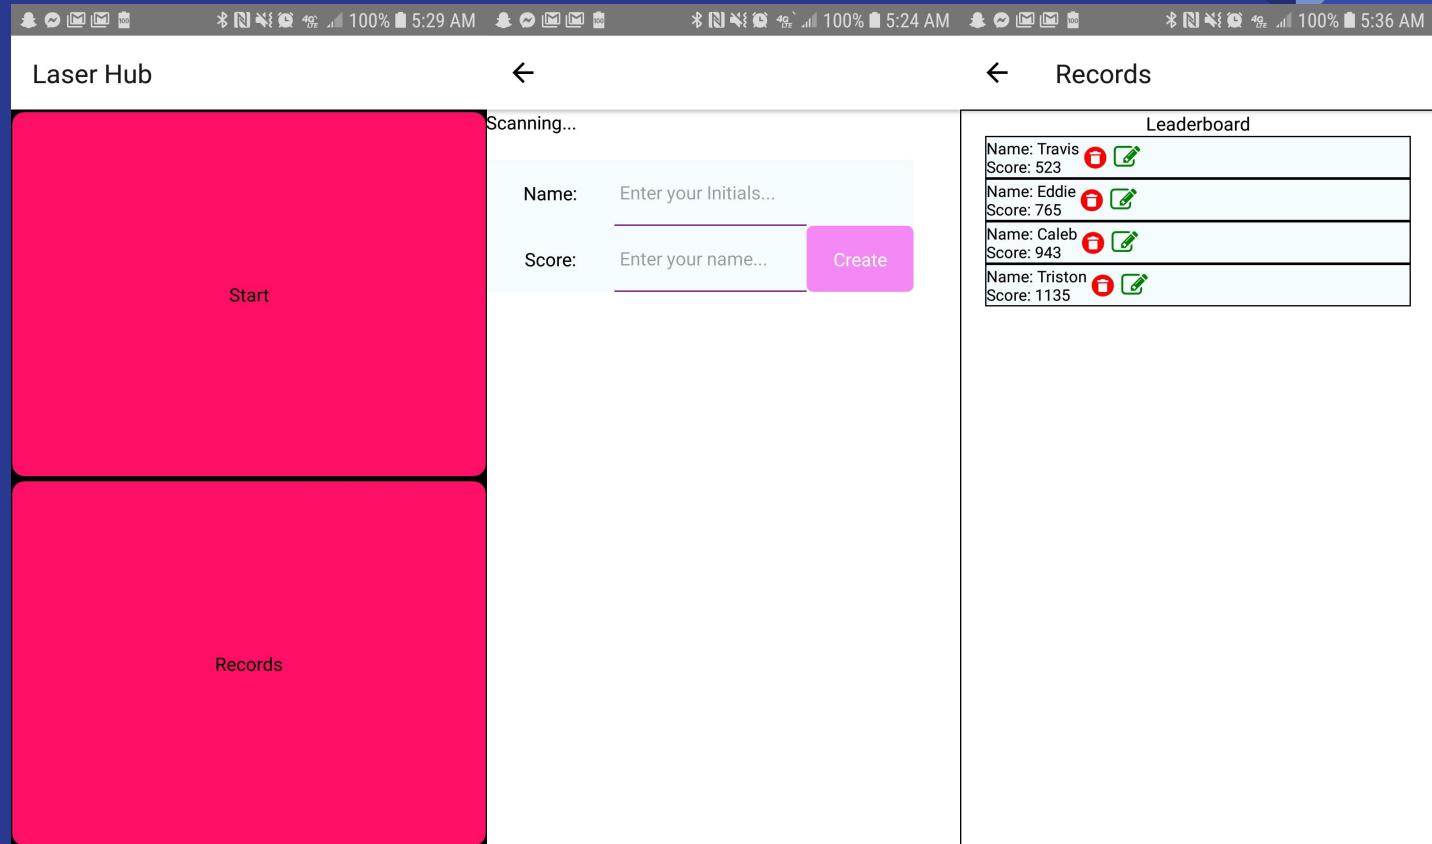 100% 5:29 AM
Laser Hub
Start
Records
100% 5:24 AM
Scanning...
Name: Enter your Initials...
Score: Enter your name... Create
100% 5:36 AM
Records
Leaderboard
Name: Travis
Score: 523
Name: Eddie
Score: 765
Name: Caleb
Score: 943
Name: Triston
Score: 1135